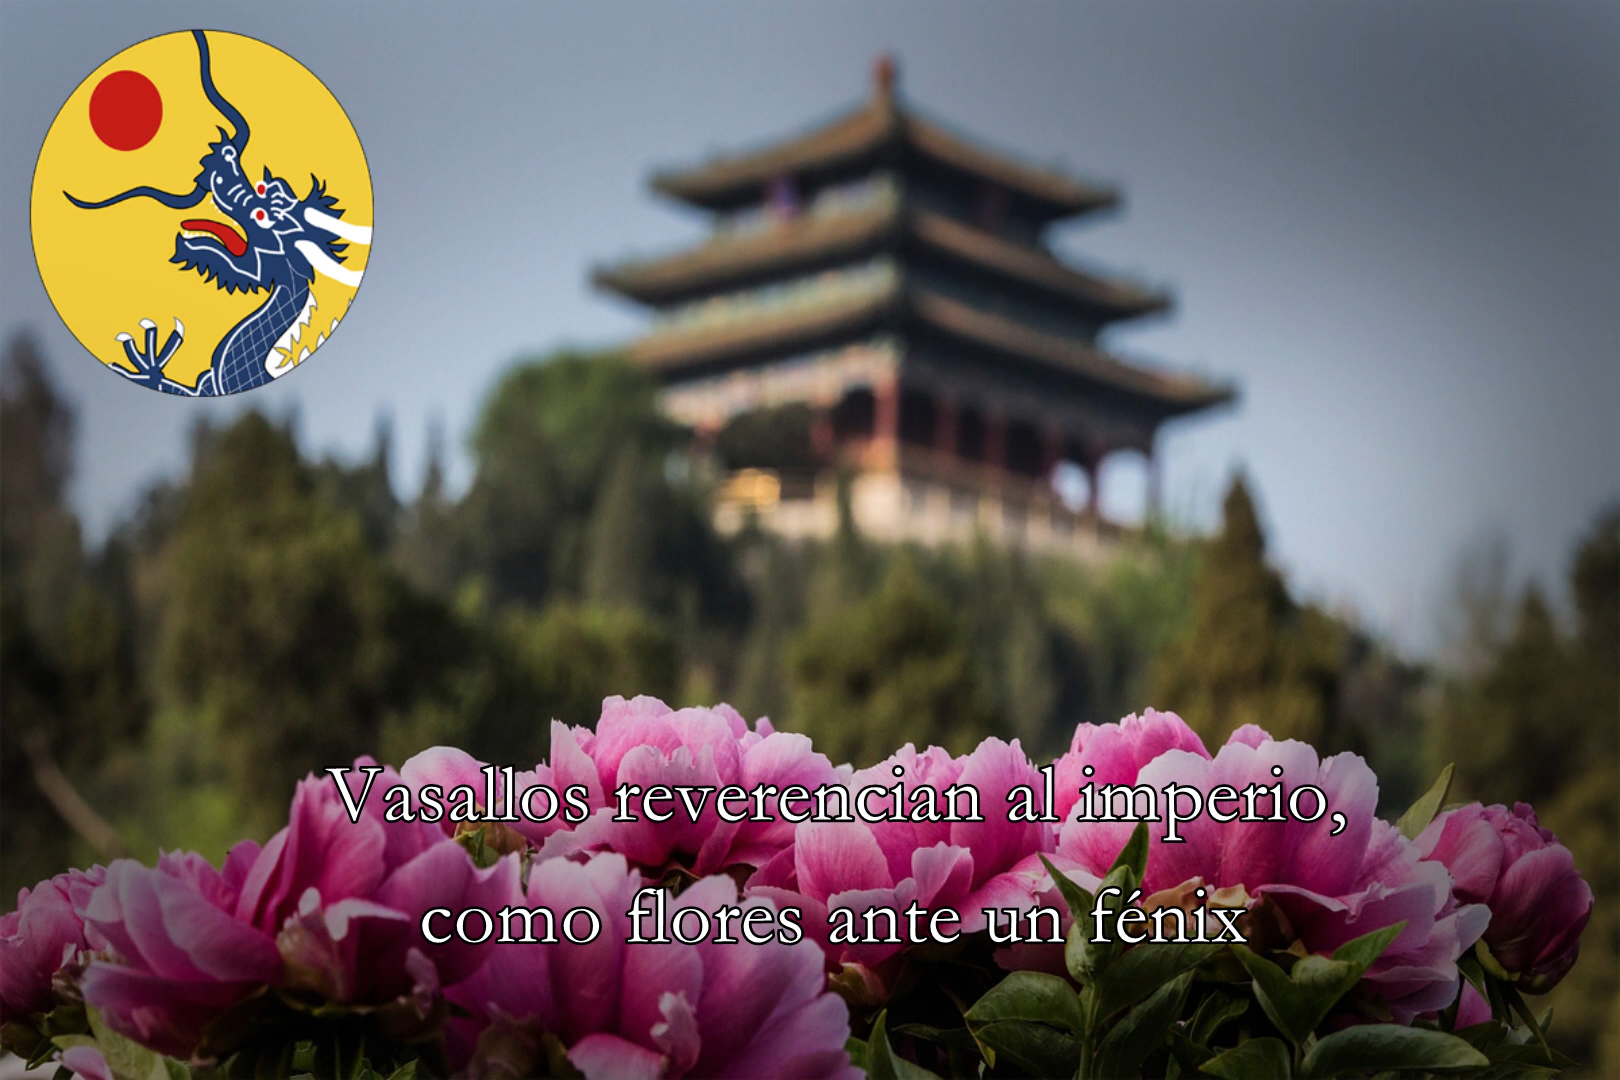 Vasallos reverencian al imperio,
como flores ante un fénix